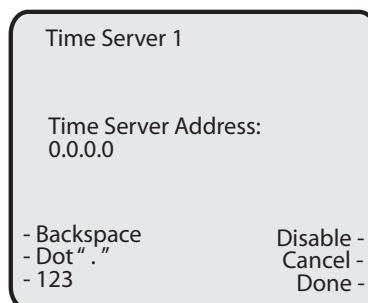 Time Server 1
Time Server Address:
0.0.0.0
- Backspace
Disable -
- Dot “ . ”
Cancel -
- 123
Done -